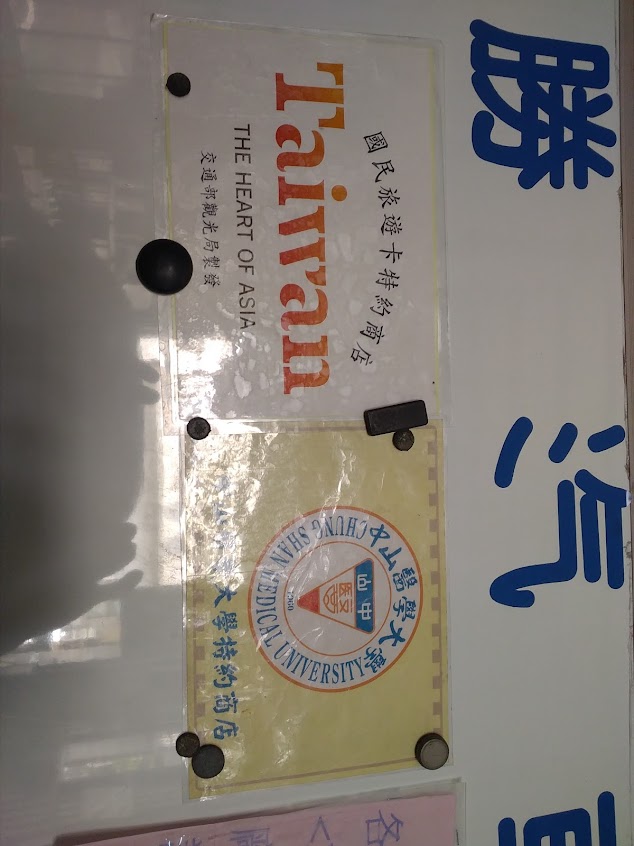 勝汽
國民旅遊卡特約商店
Taiwan
THE HEART OF ASIA
交通部觀光局製發
中山醫學大學
中山
醫
1960
CHUNG SHAN MEDICAL UNIVERSITY
大學特約商店
各